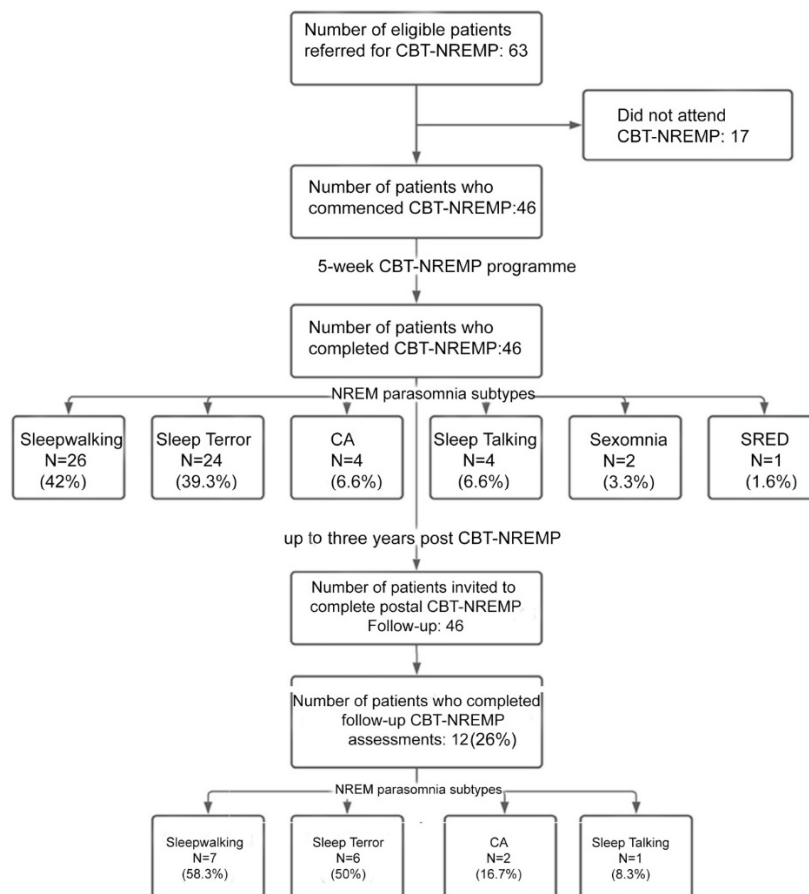 Number of eligible patients
referred for CBT-NREMP: 63
Did not attend
CBT-NREMP: 17
Number of patients who
commenced CBT-NREMP:46
5-week CBT-NREMP programme
Number of patients who
completed CBT-NREMP:46
NREM parasomnia subtypes
Sleepwalking
N=26
(42%)
Sleep Terror
N=24
(39.3%)
CA
N=4
(6.6%)
Sleep Talking
N=4
(6.6%)
Sexomnia
N=2
(3.3%)
SRED
N=1
(1.6%)
up to three years post CBT-NREMP
Number of patients invited to
complete postal CBT-NREMP
Follow-up: 46
Number of patients who completed
follow-up CBT-NREMP
assessments: 12(26%)
NREM parasomnia subtypes
Sleepwalking
N=7
(58.3%)
Sleep Terror
N=6
(50%)
CA
N=2
(16.7%)
Sleep Talking
N=1
(8.3%)